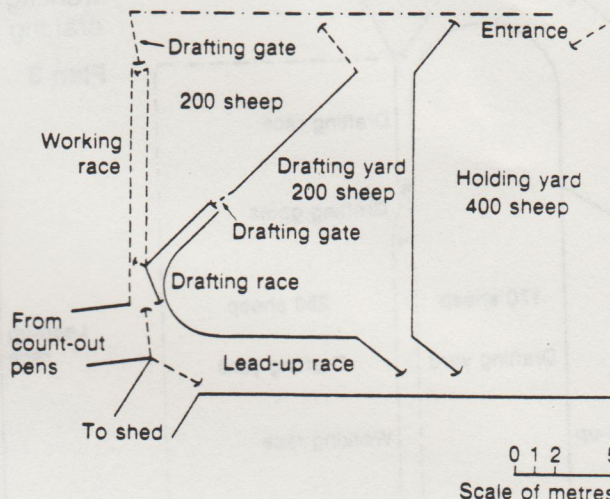 Drafting gate
Entrance
200 sheep
Working
race
Drafting yard
200 sheep
Holding yard
400 sheep
Drafting gate
Drafting race
From
count-out
pens
Lead-up race
To shed
0 1 2 5
Scale of metres